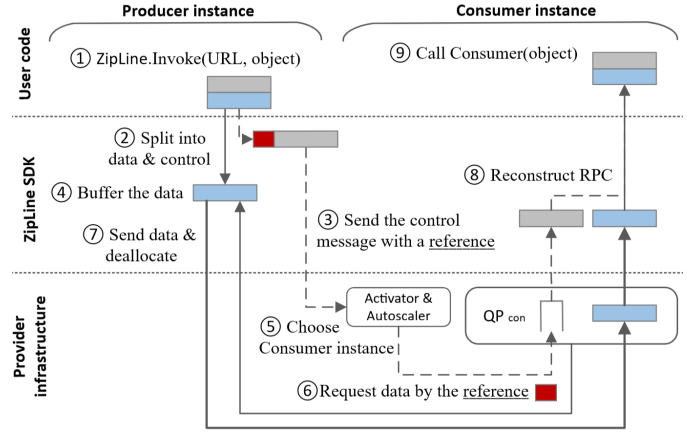 Producer instance
Consumer instance
User code
① ZipLine.Invoke(URL, object)
⑨ Call Consumer(object)
ZipLine SDK
② Split into
data & control
④ Buffer the data
⑦ Send data &
deallocate
③ Send the control
message with a reference
⑧ Reconstruct RPC
Provider
infrastructure
Activator &
Autoscaler
⑤ Choose
Consumer instance
QP con
⑥Request data by the reference